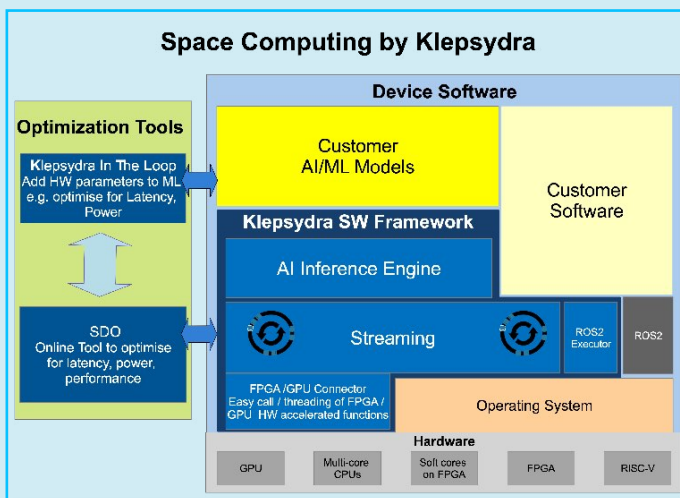 Space Computing by Klepsydra
Optimization Tools
Klepsydra In The Loop
Add HW parameters to ML
e.g. optimise for Latency,
Power
SDO
Online Tool to optimise
for latency, power,
performance
Device Software
Customer
AI/ML Models
Customer
Software
Klepsydra SW Framework
AI Inference Engine
Streaming
ROS2
Executor
ROS2
FPGA /GPU Connector
Easy call / threading of FPGA /
GPU HW accelerated functions
Operating System
Hardware
GPU
Multi-core
CPUs
Soft cores
on FPGA
FPGA
RISC-V